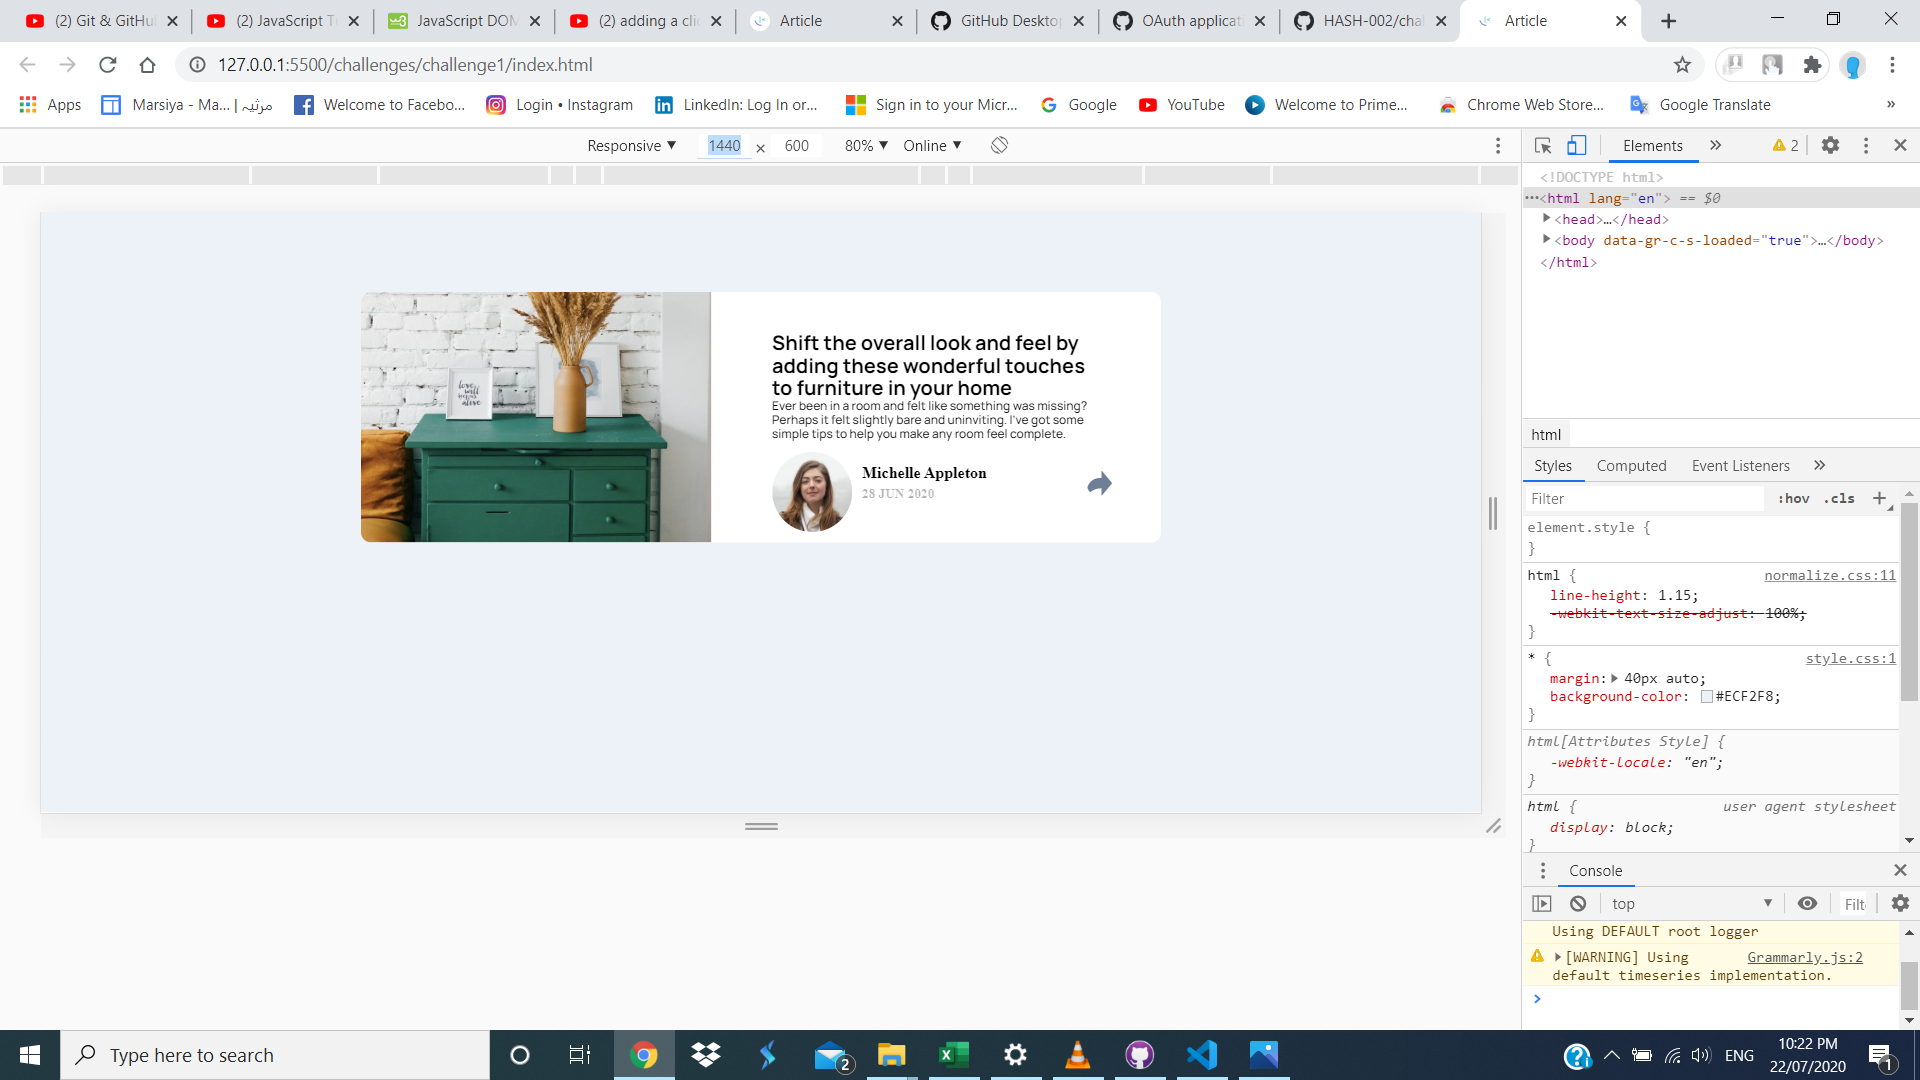 (2) Git & GitHu
(2) JavaScript T
JavaScript DOM
(2) adding a clic
Article
GitHub Desktop
OAuth applicati
HASH-002/chal
Article
127.0.0.1:5500/challenges/challenge1/index.html
Apps
Marsiya - Ma... | مرثیہ
Welcome to Facebo...
Login • Instagram
LinkedIn: Log In or...
Sign in to your Micr...
Google
YouTube
Welcome to Prime...
Chrome Web Store...
Google Translate
»
Responsive ▼ 1440 × 600 80% ▼ Online ▼
Elements » 2
<!DOCTYPE html>
<html lang="en"> == $0
<head>…</head>
<body data-gr-c-s-loaded="true">…</body>
</html>
love
will
alive
Shift the overall look and feel by
adding these wonderful touches
to furniture in your home
Ever been in a room and felt like something was missing?
Perhaps it felt slightly bare and uninviting. I've got some
simple tips to help you make any room feel complete.
Michelle Appleton
28 JUN 2020
html
Styles Computed Event Listeners »
Filter :hov .cls +
element.style {
}
html { normalize.css:11
line-height: 1.15;
-webkit-text-size-adjust: 100%;
}
* { style.css:1
margin: 40px auto;
background-color: #ECF2F8;
}
html[Attributes Style] {
-webkit-locale: "en";
}
html { user agent stylesheet
display: block;
}
Console
top ▼ Filt
Using DEFAULT root logger
[WARNING] Using Grammarly.js:2
default timeseries implementation.
Type here to search
2
ENG
10:22 PM
22/07/2020
1